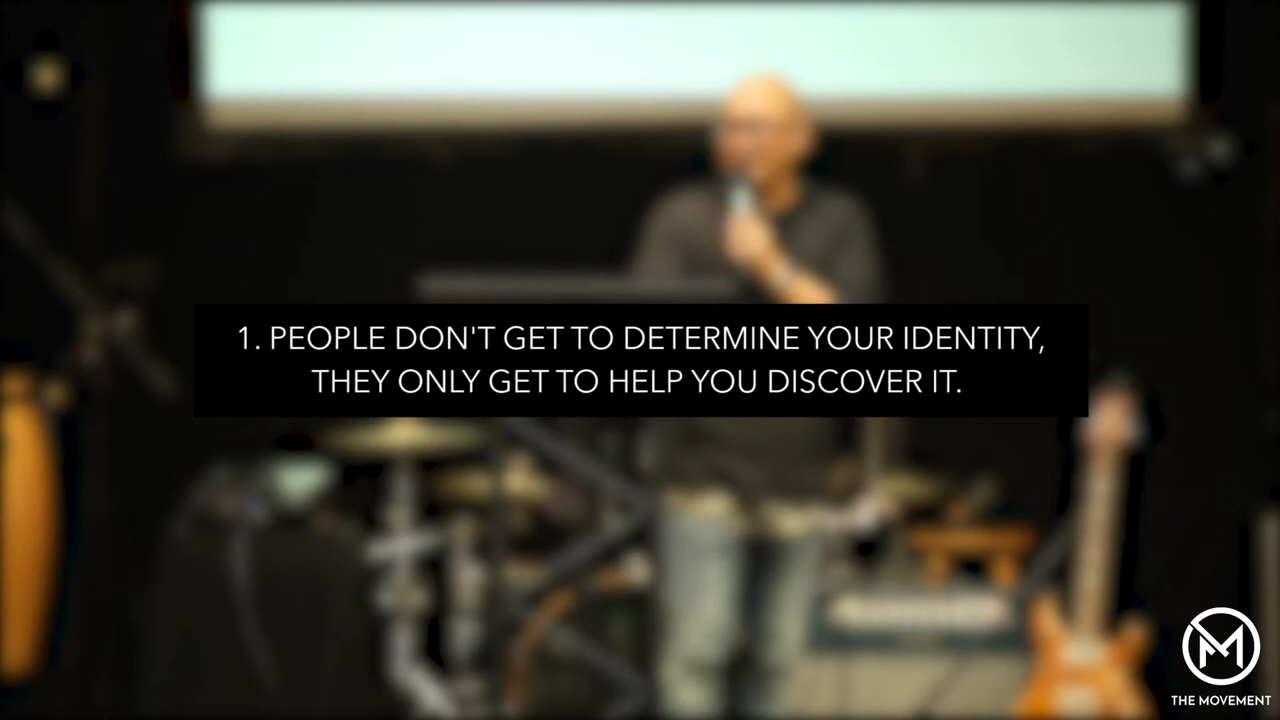 1. PEOPLE DON'T GET TO DETERMINE YOUR IDENTITY,
THEY ONLY GET TO HELP YOU DISCOVER IT.
M
THE MOVEMENT